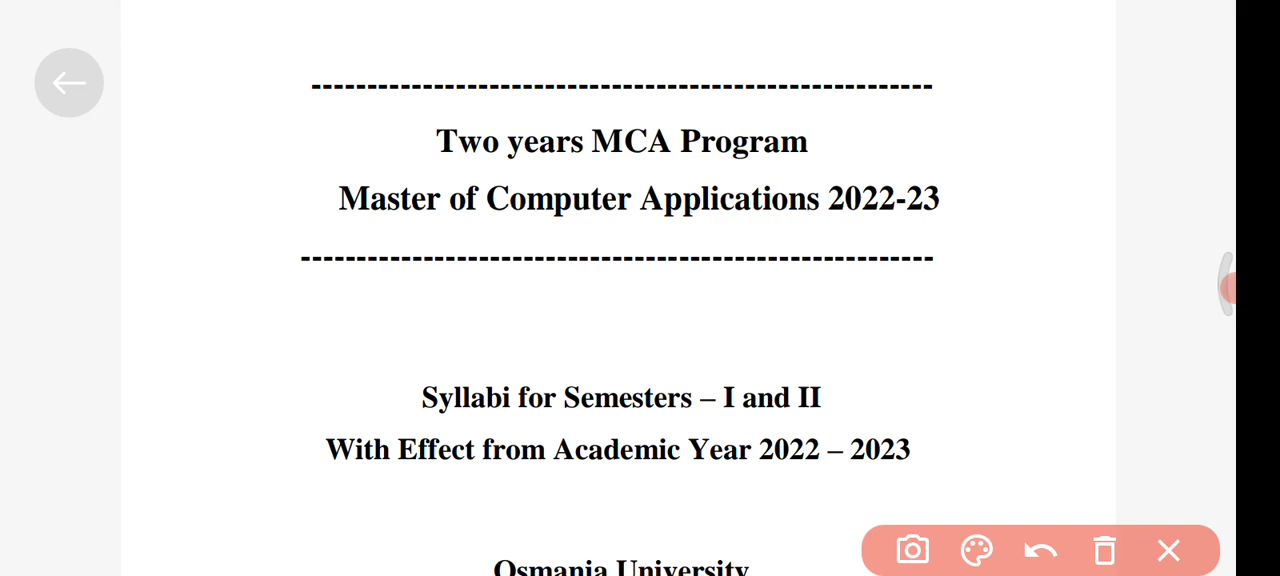 --------------------------------------------------------
Two years MCA Program
Master of Computer Applications 2022-23
---------------------------------------------------------
Syllabi for Semesters – I and II
With Effect from Academic Year 2022 – 2023
Osmania University